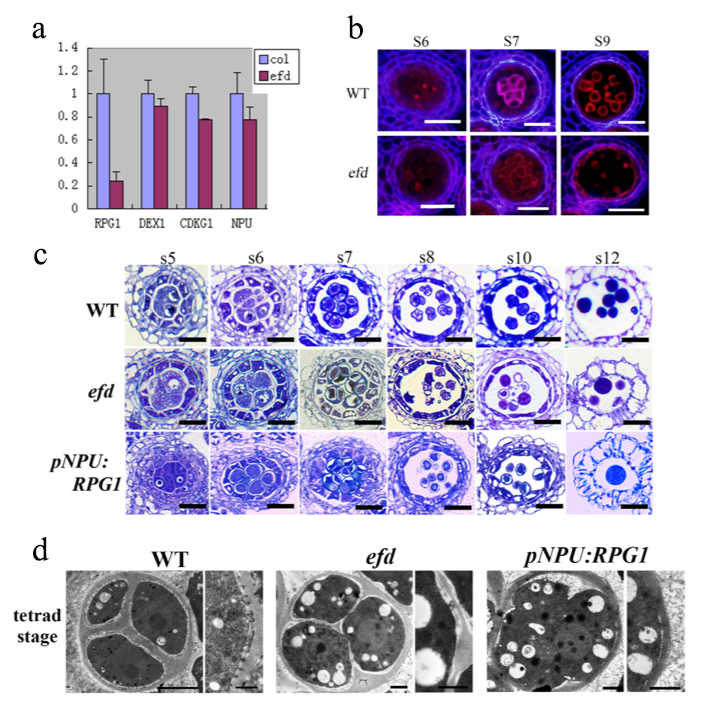 a
1.4
1.2
1
0.8
0.6
0.4
0.2
0
RPG1 DEX1 CDKG1 NPU
col
efd
b
S6 S7 S9
WT
efd
c
s5 s6 s7 s8 s10 s12
WT
efd
pNPU:
RPG1
d
WT efd pNPU:RPG1
tetrad
stage